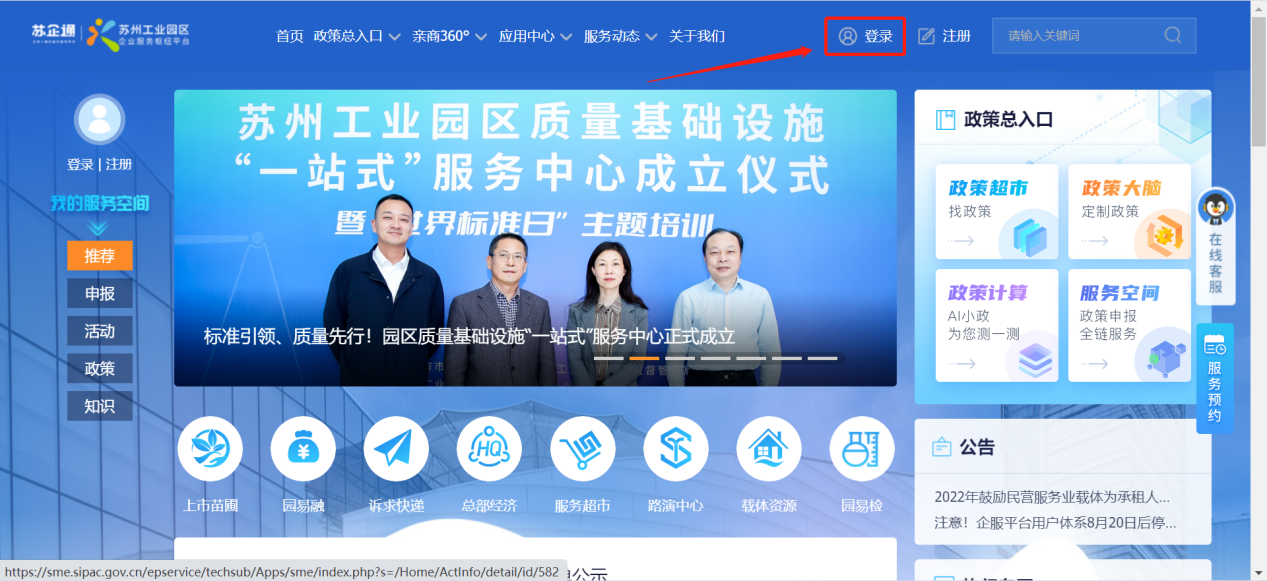 苏企通
苏州工业园区
企业服务枢纽平台
首页 政策总入口 亲商360° 应用中心 服务动态 关于我们
登录 注册
请输入关键词
登录 | 注册
我的服务空间
推荐
申报
活动
政策
知识
苏州工业园区质量基础设施
“一站式”服务中心成立仪式
暨 世界标准日”主题培训
标准引领、质量先行！园区质量基础设施“一站式”服务中心正式成立
政策总入口
政策超市
找政策
政策大脑
定制政策
政策计算
AI小政
为您测一测
服务空间
政策申报
全链服务
在线客服
服务预约
上市苗圃
园易融
诉求快递
HQ
总部经济
服务超市
路演中心
载体资源
园易检
公告
2022年鼓励民营服务业载体为承租人...
注意！企服平台用户体系8月20日后停...
公示
https://sme.sipac.gov.cn/epservice/techsub/Apps/sme/index.php?s=/Home/ActInfo/detail/id/582